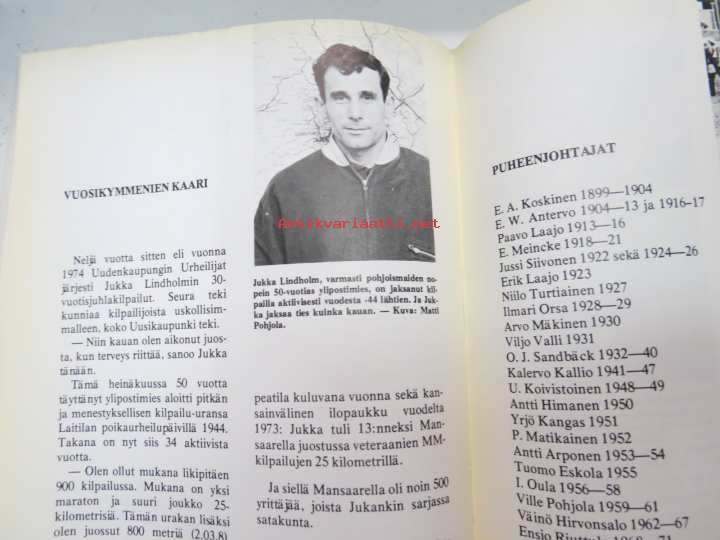 VUOSIKYMMENIEN KAARI
Neljä vuotta sitten eli vuonna
1974 Uudenkaupungin Urheilijat
järjesti Jukka Lindholmin 30-
vuotisjuhlakilpailut. Seura teki
kunniaa kilpailijoista uskollisim-
malleen, koko Uusikaupunki teki.
— Niin kauan olen aikonut juos-
ta, kun terveys riittää, sanoo Jukka
tänään.
Tämä heinäkuussa 50 vuotta
täyttänyt ylipostimies aloitti pitkän
ja menestyksellisen kilpailu-uransa
Laitilan poikaurheilupäivillä 1944.
Takana on nyt siis 34 aktiivista
vuotta.
— Olen ollut mukana likipitäen
900 kilpailussa. Mukana on yksi
maraton ja suuri joukko 25-
kilometrisiä. Tämän urakan lisäksi
olen juossut 800 metriä (2.03,8)
Antikvariaatti.net
Jukka Lindholm, varmasti pohjoismaiden no-
pein 50-vuotias ylipostimies, on jaksanut kil-
pailla aktiivisesti vuodesta -44 lähtien. Ja Juk-
ka jaksaa ties kuinka kauan. — Kuva: Matti
Pohjola.
peatila kuluvana vuonna sekä kan-
sainvälinen ilopaukku vuodelta
1973: Jukka tuli 13:nneksi Man-
saarella juostussa veteraanien MM-
kilpailujen 25 kilometrillä.
Ja siellä Mansaarella oli noin 500
yrittäjää, joista Jukankin sarjassa
satakunta.
PUHEENJOHTAJAT
E. A. Koskinen 1899—1904
E. W. Antervo 1904—13 ja 1916-17
Paavo Laajo 1913—16
E. Meincke 1918—21
Jussi Siivonen 1922 sekä 1924—26
Erik Laajo 1923
Niilo Turtiainen 1927
Ilmari Orsa 1928—29
Arvo Mäkinen 1930
Viljo Valli 1931
O. J. Sandbäck 1932—40
Kalervo Kallio 1941—47
U. Koivistoinen 1948—49
Antti Himanen 1950
Yrjö Kangas 1951
P. Matikainen 1952
Antti Arponen 1953—54
Tuomo Eskola 1955
I. Oula 1956—58
Ville Pohjola 1959—61
Väinö Hirvonsalo 1962—67
Ensio